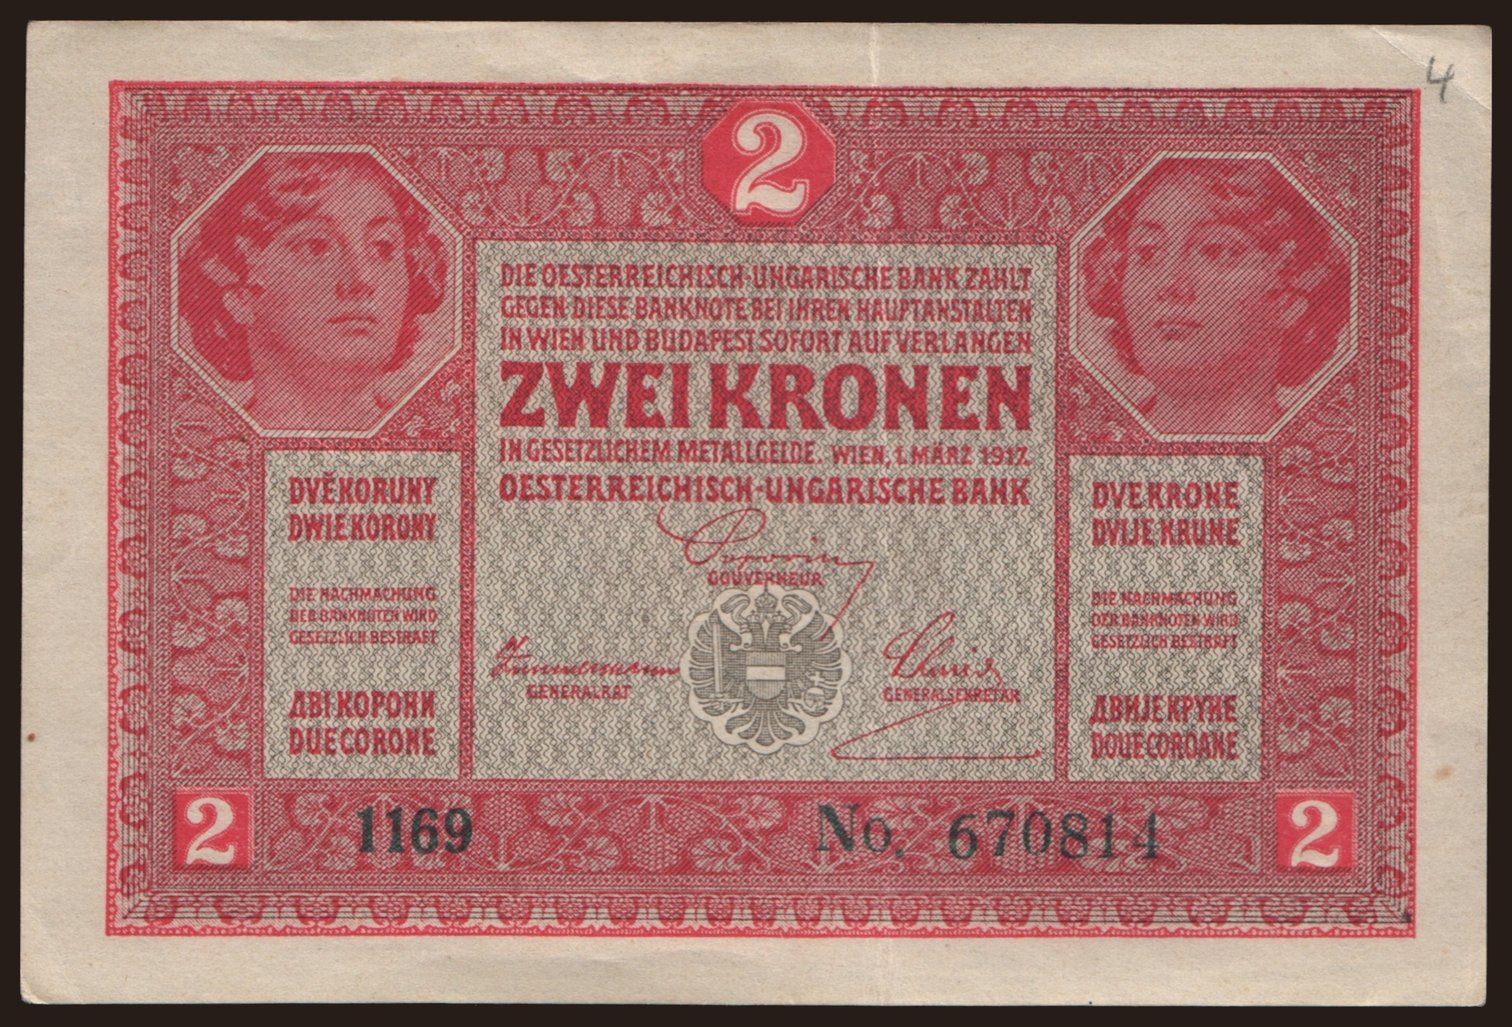 4
2
DIE OESTERREICHISCH-UNGARISCHE BANK ZAHLT
GEGEN DIESE BANKNOTE BEI IHREN HAUPTANSTALTEN
IN WIEN UND BUDAPEST SOFORT AUF VERLANGEN
ZWEI KRONEN
IN GESETZLICHEM METALLGELDE. WIEN, 1. MÄRZ 1917.
OESTERREICHISCH-UNGARISCHE BANK
GOUVERNEUR
GENERALRAT
GENERALSEKRETÄR
DVĚ KORUNY
DWIE KORONY
DIE NACHMACHUNG
DER BANKNOTEN WIRD
GESETZLICH BESTRAFT
ДВІ КОРОНИ
DUE CORONE
DVE KRONE
DVIJE KRUNE
DIE NACHMACHUNG
DER BANKNOTEN WIRD
GESETZLICH BESTRAFT
ДВИЈЕ КРУНЕ
DOUE COROANE
2
1169
No. 670814
2